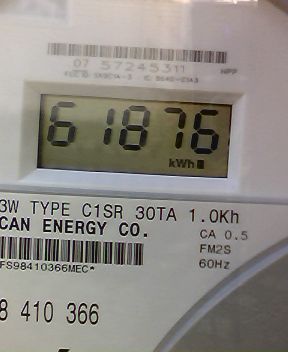 07 57245311
61876
kWh
3W TYPE C1SR 30TA 1.0Kh
CAN ENERGY CO.
CA 0.5
FM2S
FS98410366MEC*
60Hz
8 410 366